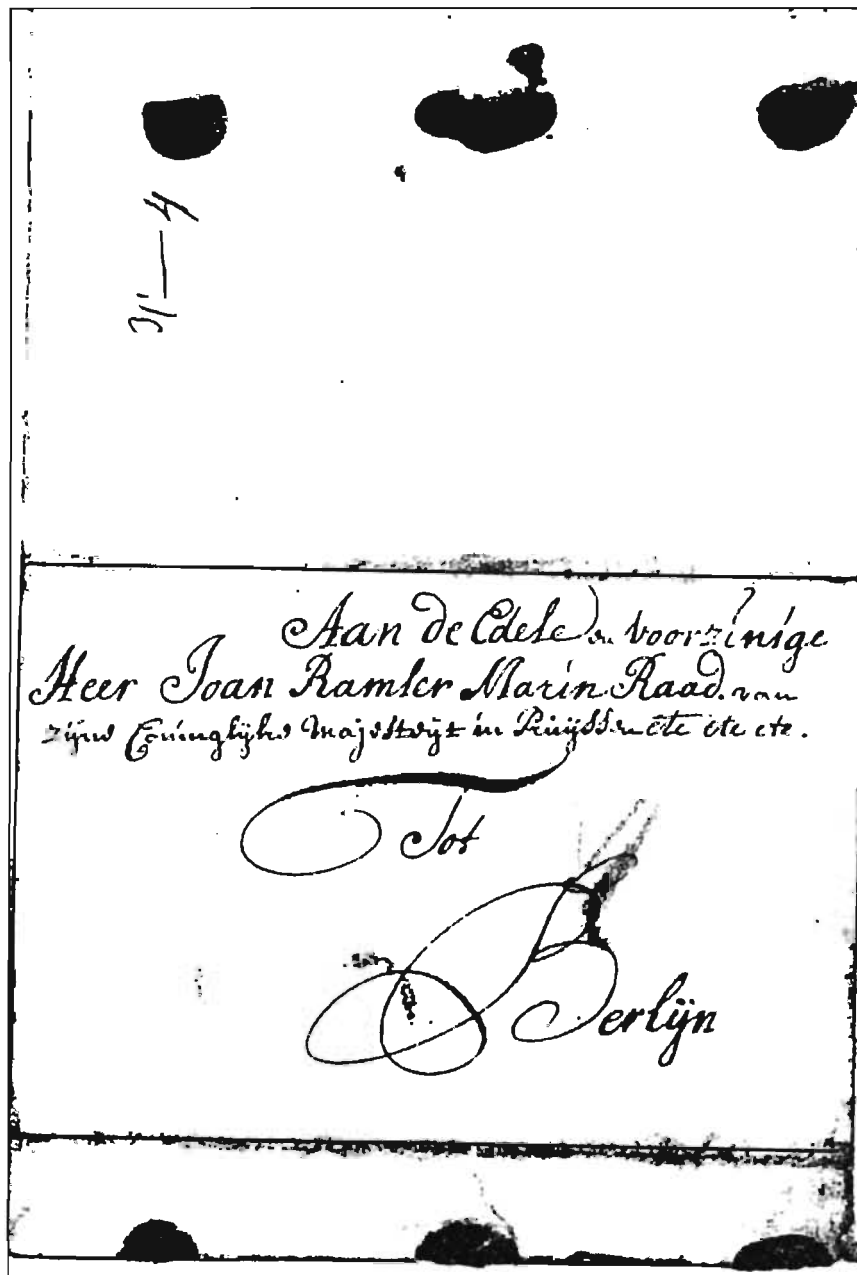 Aan de Edele en voorzinige
Heer Joan Ramler Marin Raad van
zijne Coninglijke Majesteijt in Pruijssen etc etc etc.
Tot
Berlijn